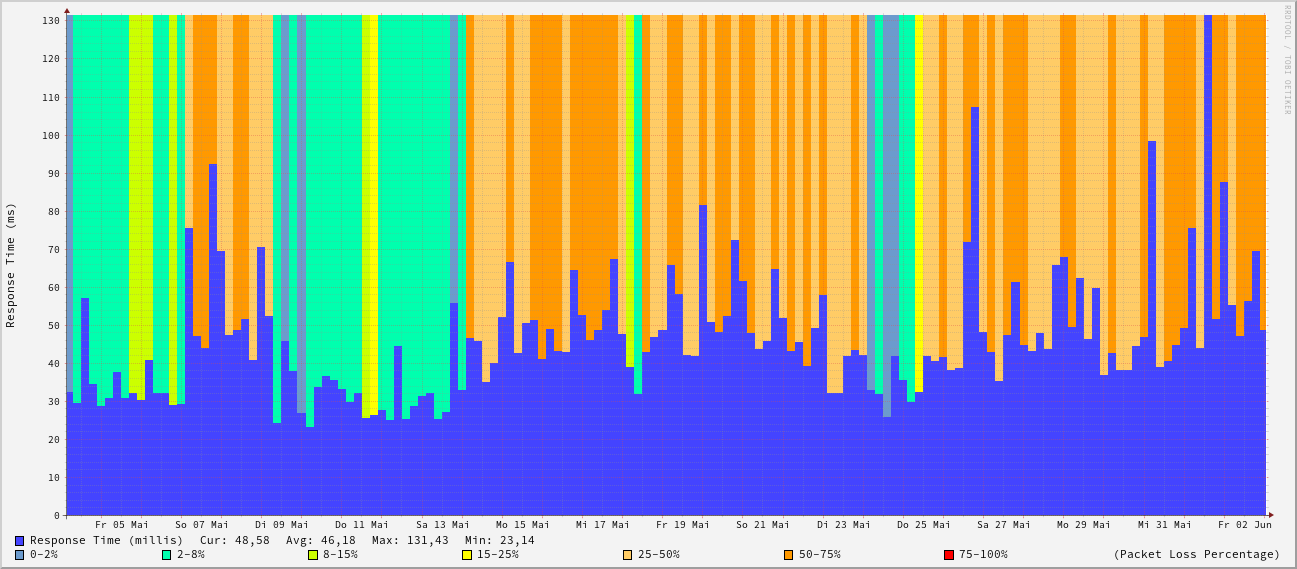 RRDTOOL / TOBI OETIKER
Response Time (ms)
130
120
110
100
90
80
70
60
50
40
30
20
10
0
Fr 05 Mai So 07 Mai Di 09 Mai Do 11 Mai Sa 13 Mai Mo 15 Mai Mi 17 Mai Fr 19 Mai So 21 Mai Di 23 Mai Do 25 Mai Sa 27 Mai Mo 29 Mai Mi 31 Mai Fr 02 Jun
Response Time (millis) Cur: 48,58 Avg: 46,18 Max: 131,43 Min: 23,14
0-2% 2-8% 8-15% 15-25% 25-50% 50-75% 75-100% (Packet Loss Percentage)